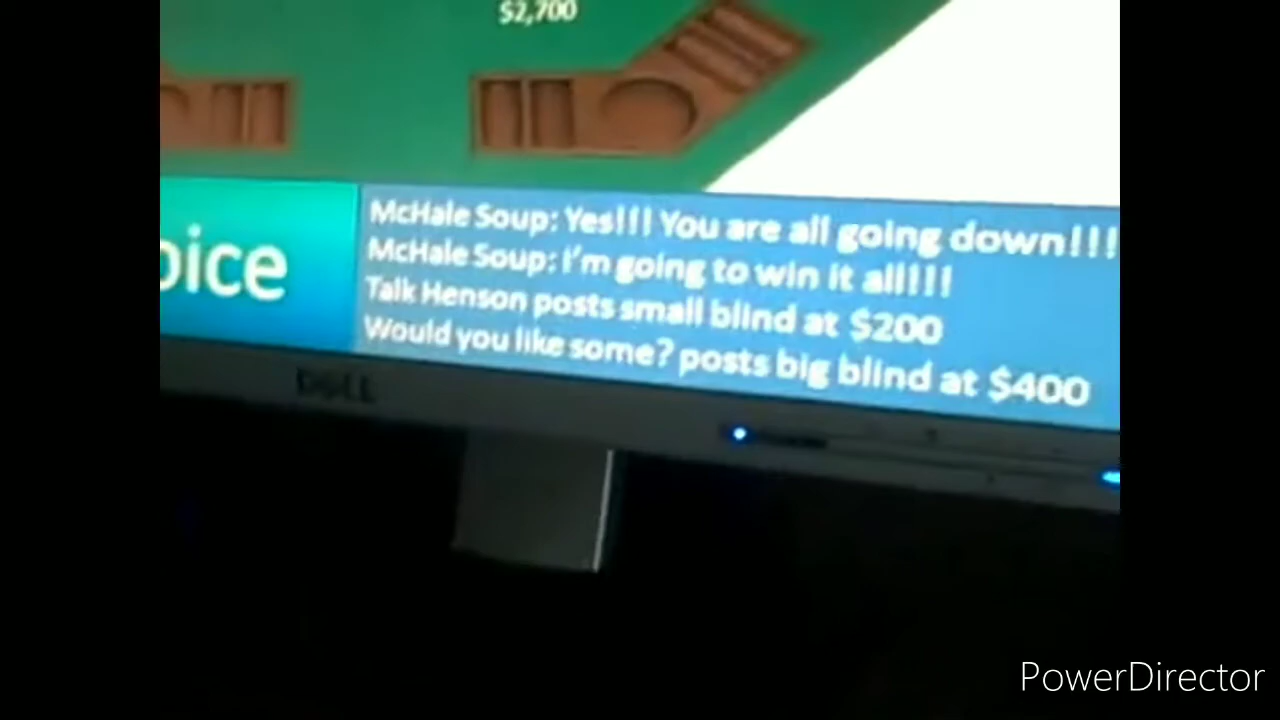 $2,700
McHale Soup: Yes!!! You are all going down!!!
McHale Soup: I'm going to win it all!!!
oice
Talk Henson posts small blind at $200
Would you like some? posts big blind at $400
DELL
PowerDirector